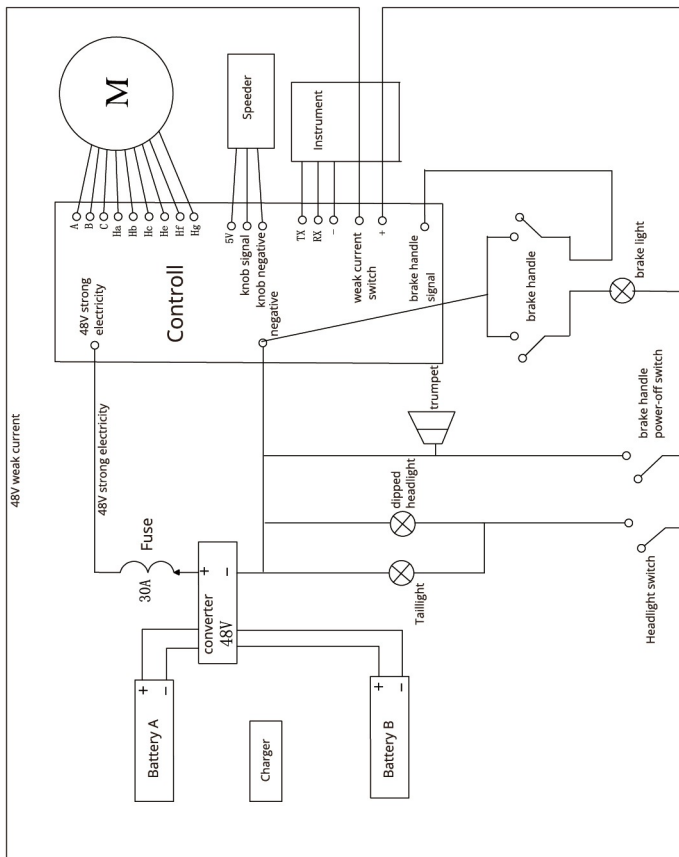 M
Speeder
Instrument
A
B
C
Ha
Hb
Hc
He
Hf
Hg
5V
knob signal
knob negative
TX
RX
−
weak current
switch
+
brake handle
signal
48V strong
electricity
Controll
negative
brake handle
brake light
48V weak current
48V strong electricity
trumpet
brake handle
power-off switch
dipped
headlight
Fuse
30A
+
−
converter
48V
Taillight
Headlight switch
+
−
Battery A
Charger
+
−
Battery B